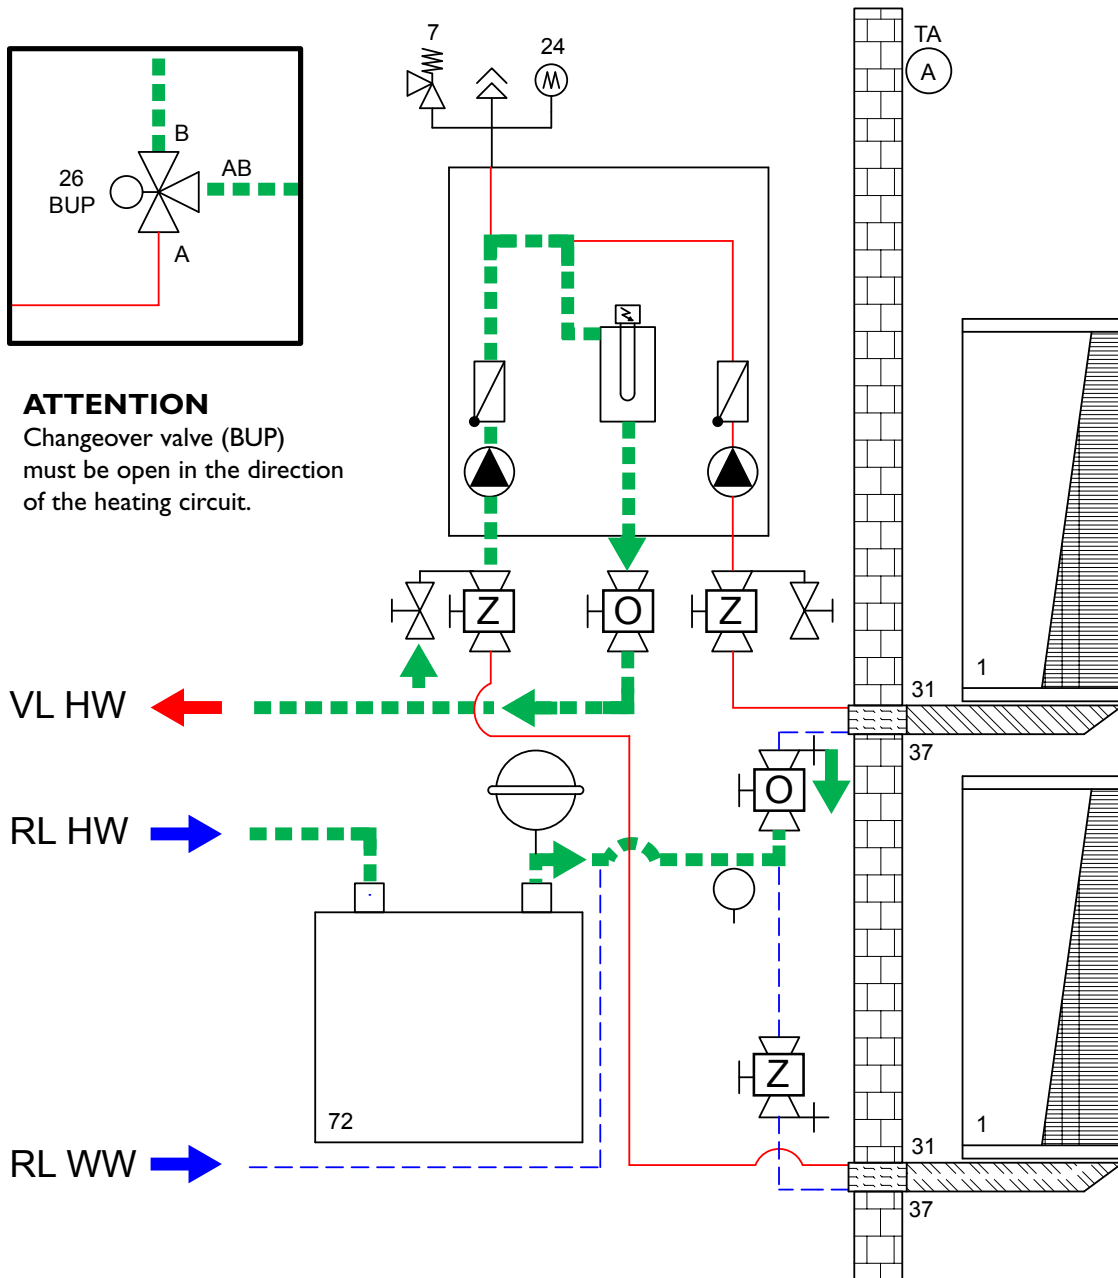 7
24
TA
A
B
26
BUP
AB
A
ATTENTION
Changeover valve (BUP)
must be open in the direction
of the heating circuit.
Z
O
Z
1
31
VL HW
37
O
RL HW
Z
72
1
31
RL WW
37